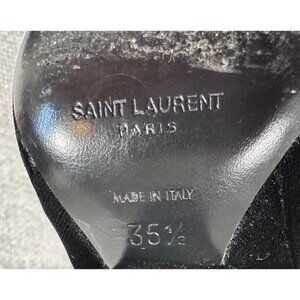 SAINT LAURENT
PARIS
MADE IN ITALY
35½